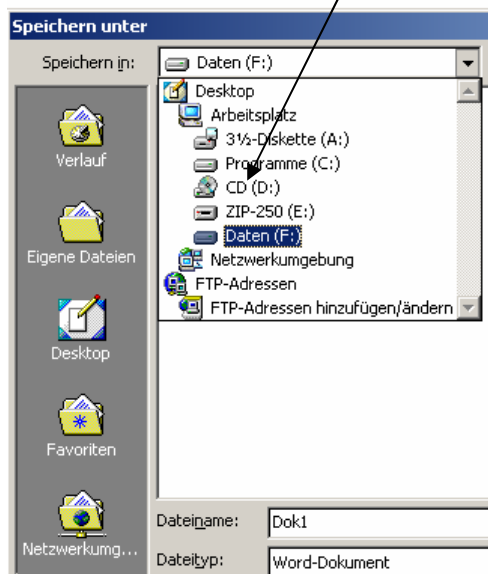 Speichern unter
Speichern in:
Daten (F:)
Desktop
Arbeitsplatz
3½-Diskette (A:)
Programme (C:)
CD (D:)
ZIP-250 (E:)
Daten (F:)
Netzwerkumgebung
FTP-Adressen
FTP-Adressen hinzufügen/ändern
Verlauf
Eigene Dateien
Desktop
Favoriten
Netzwerkumg...
Dateiname:
Dok1
Dateityp:
Word-Dokument